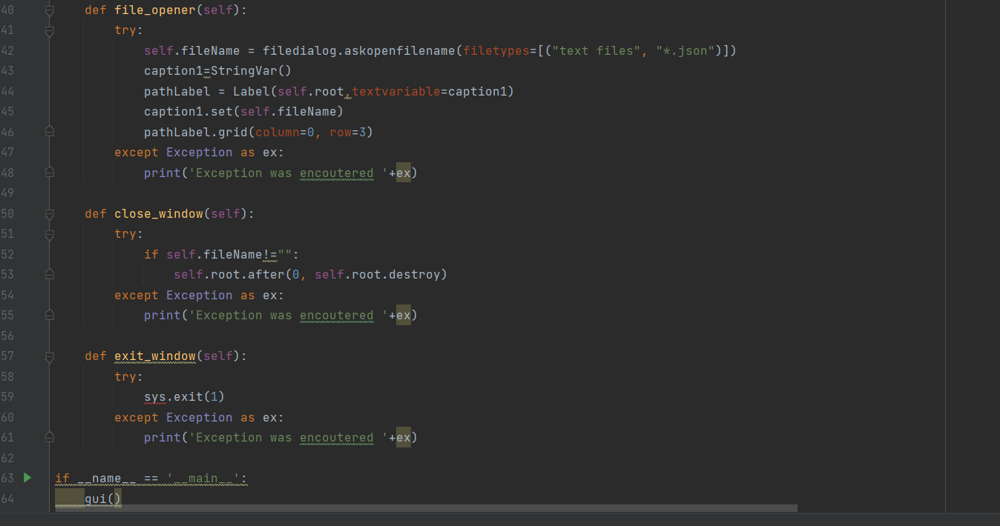 40 def file_opener(self):
41 try:
42 self.fileName = filedialog.askopenfilename(filetypes=[("text files", "*.json")])
43 caption1=StringVar()
44 pathLabel = Label(self.root,textvariable=caption1)
45 caption1.set(self.fileName)
46 pathLabel.grid(column=0, row=3)
47 except Exception as ex:
48 print('Exception was encoutered '+ex)
49
50 def close_window(self):
51 try:
52 if self.fileName!="":
53 self.root.after(0, self.root.destroy)
54 except Exception as ex:
55 print('Exception was encoutered '+ex)
56
57 def exit_window(self):
58 try:
59 sys.exit(1)
60 except Exception as ex:
61 print('Exception was encoutered '+ex)
62
63 if __name__ == '__main__':
64 gui()